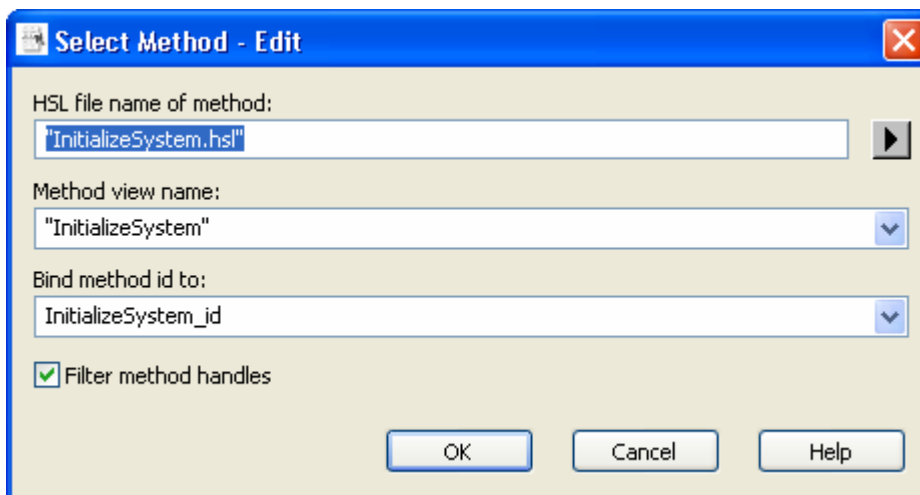 Select Method - Edit
HSL file name of method:
"InitializeSystem.hsl"
Method view name:
"InitializeSystem"
Bind method id to:
InitializeSystem_id
Filter method handles
OK Cancel Help